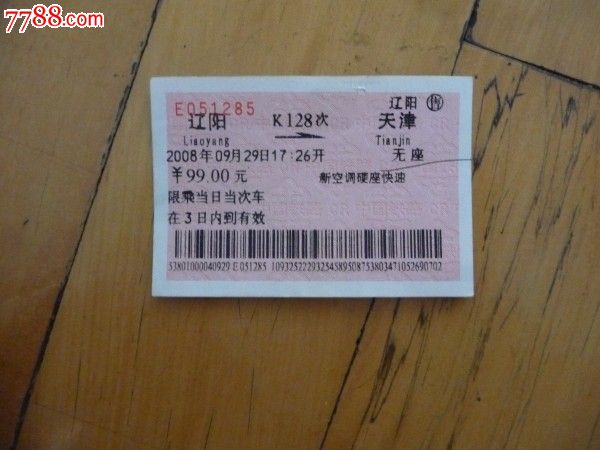 7788.com
E051285
辽阳 售
辽阳 K128次 天津
Liaoyang Tianjin
2008年09月29日17:26开 无座
￥99.00元 新空调硬座快速
限乘当日当次车
在3日内到有效
53801000040929 E051285 10932522293254589508753803471052690702